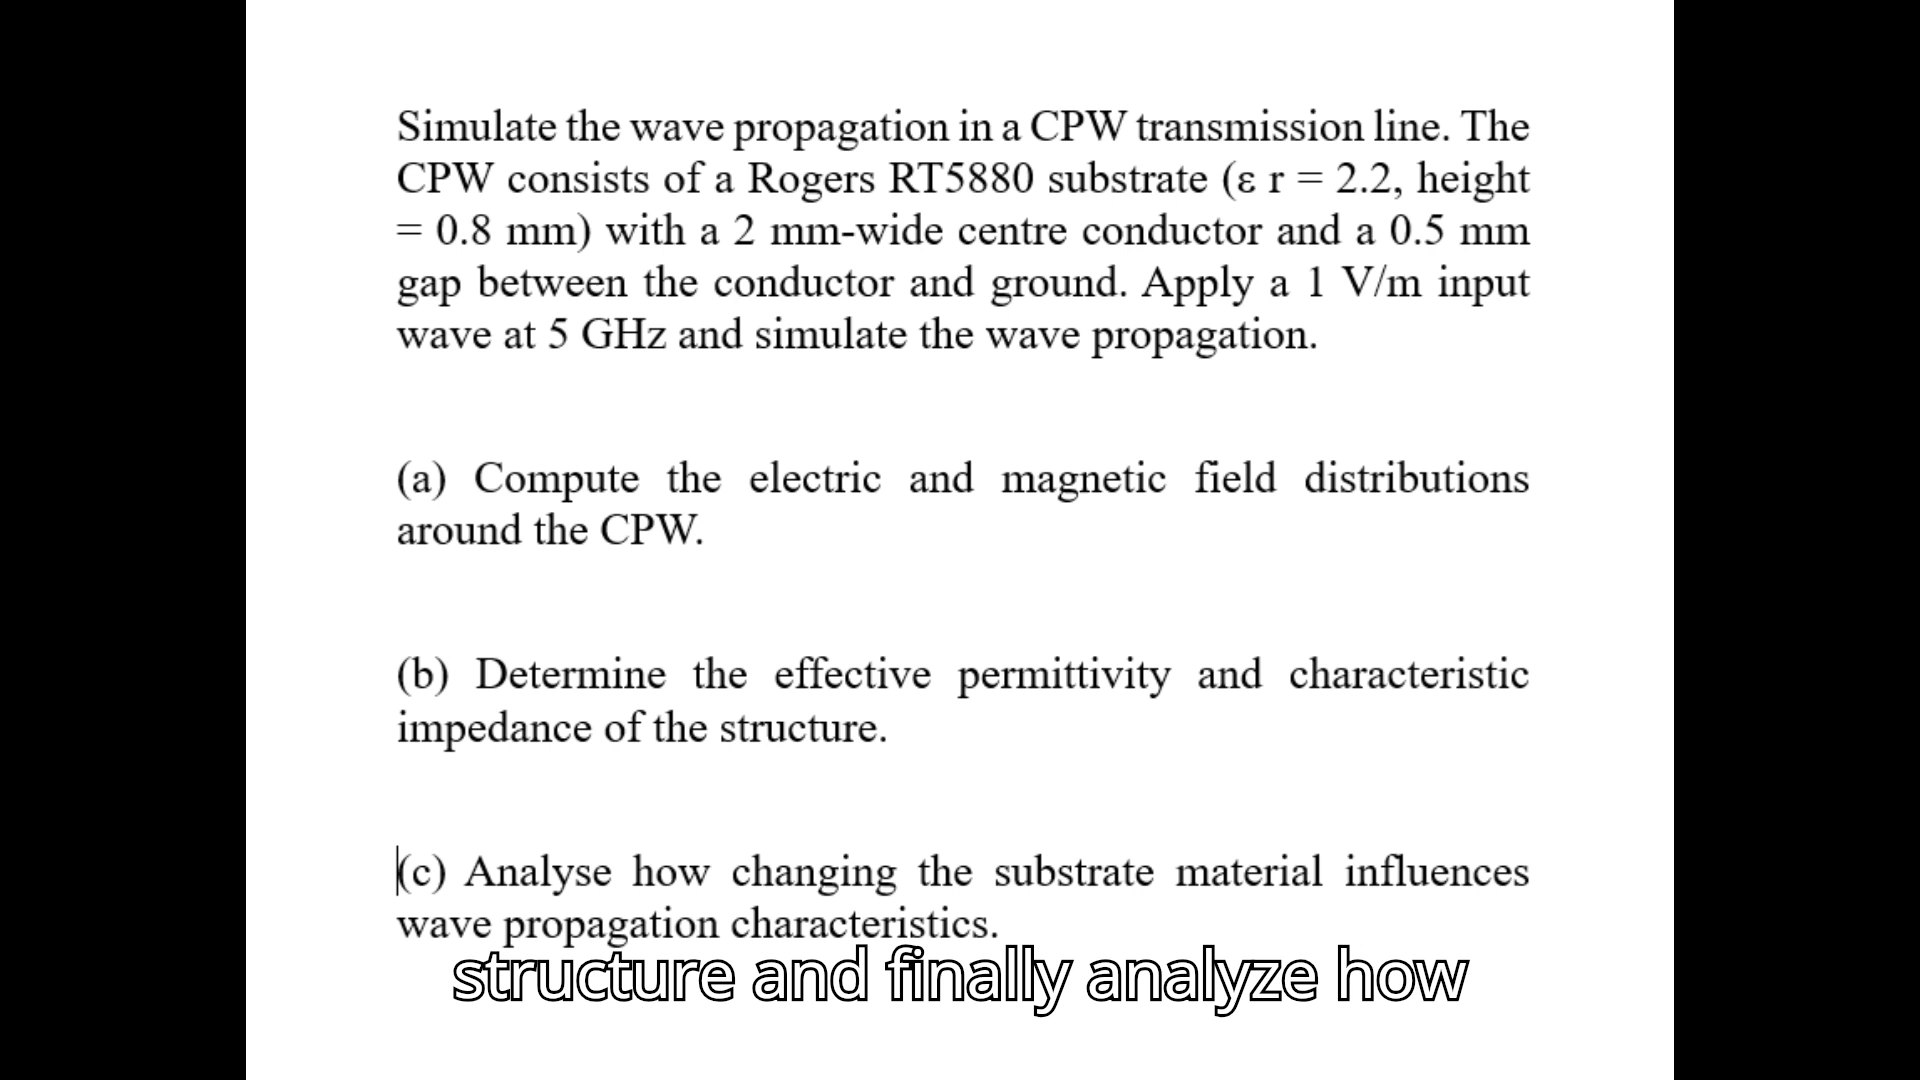 Simulate the wave propagation in a CPW transmission line. The
CPW consists of a Rogers RT5880 substrate (ε r = 2.2, height
= 0.8 mm) with a 2 mm-wide centre conductor and a 0.5 mm
gap between the conductor and ground. Apply a 1 V/m input
wave at 5 GHz and simulate the wave propagation.
(a) Compute the electric and magnetic field distributions
around the CPW.
(b) Determine the effective permittivity and characteristic
impedance of the structure.
(c) Analyse how changing the substrate material influences
wave propagation characteristics.
structure and finally analyze how